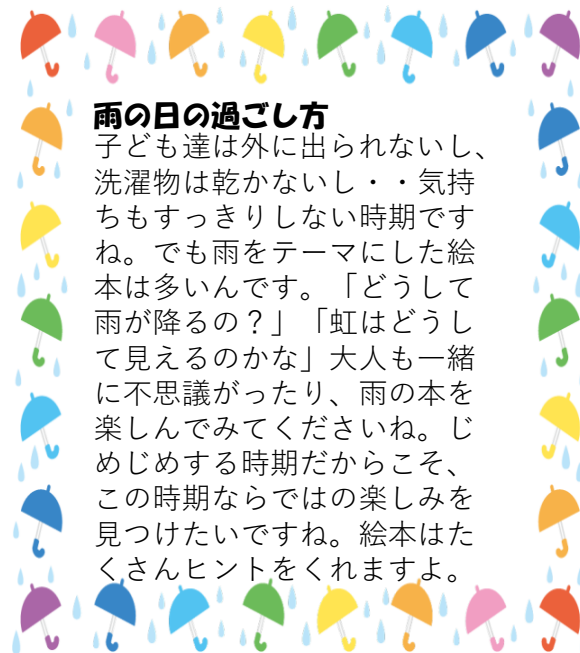 雨の日の過ごし方
子ども達は外に出られないし、
洗濯物は乾かないし・・気持
ちもすっきりしない時期です
ね。でも雨をテーマにした絵
本は多いんです。「どうして
雨が降るの？」「虹はどうし
て見えるのかな」大人も一緒
に不思議がったり、雨の本を
楽しんでみてくださいね。じ
めじめする時期だからこそ、
この時期ならではの楽しみを
見つけたいですね。絵本はた
くさんヒントをくれますよ。